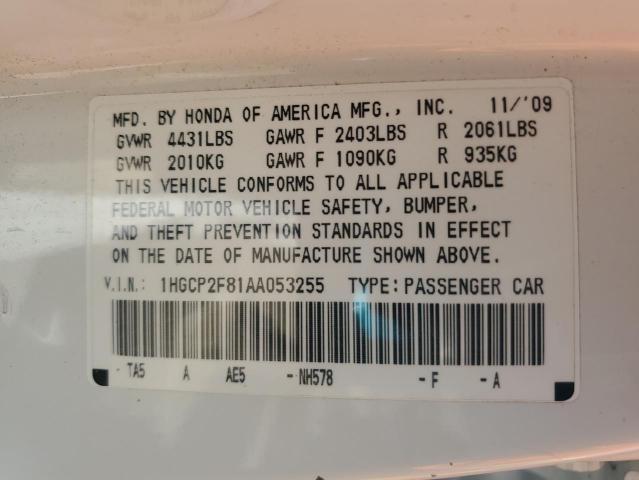 MFD. BY HONDA OF AMERICA MFG., INC. 11/'09
GVWR 4431LBS GAWR F 2403LBS R 2061LBS
GVWR 2010KG GAWR F 1090KG R 935KG
THIS VEHICLE CONFORMS TO ALL APPLICABLE
FEDERAL MOTOR VEHICLE SAFETY, BUMPER,
AND THEFT PREVENTION STANDARDS IN EFFECT
ON THE DATE OF MANUFACTURE SHOWN ABOVE.
V.I.N.: 1HGCP2F81AA053255 TYPE: PASSENGER CAR
- TA5 A AE5 - NH578 - F - A